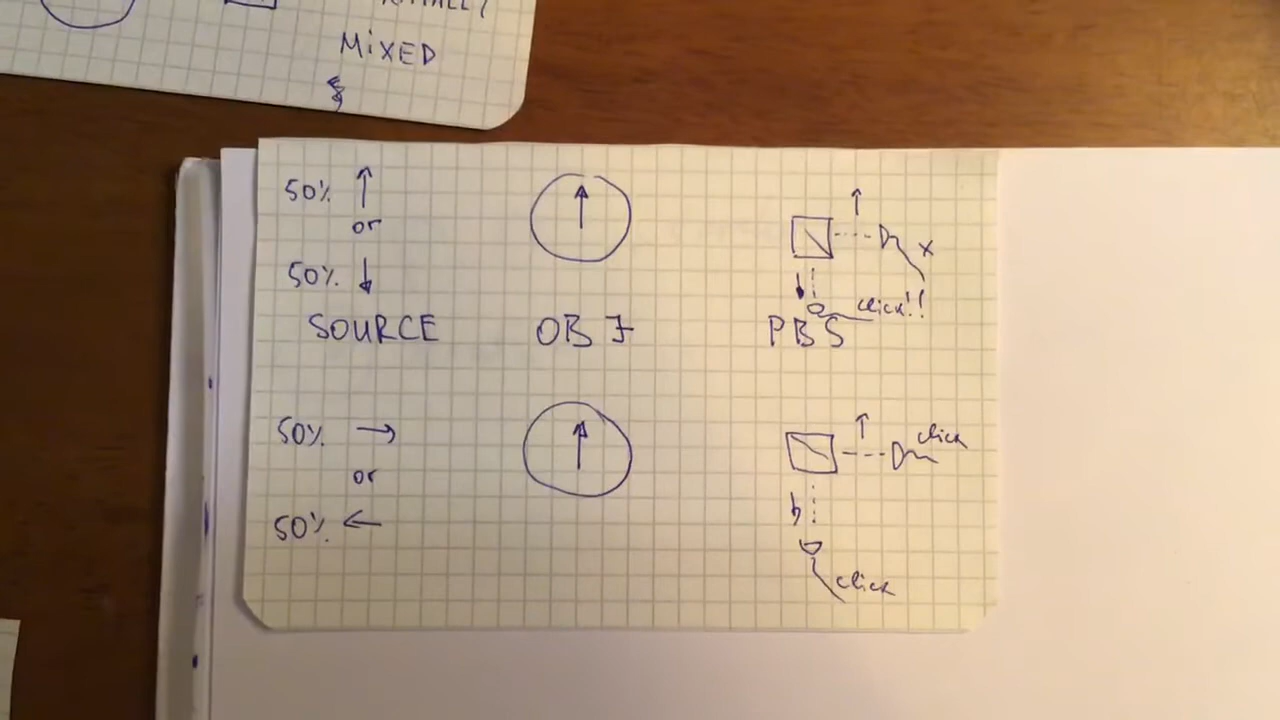 MiXED
50% ↑
or
50% ↓
x
click!!
SOURCE OBJ PBS
50% →
click
or
50% ←
click